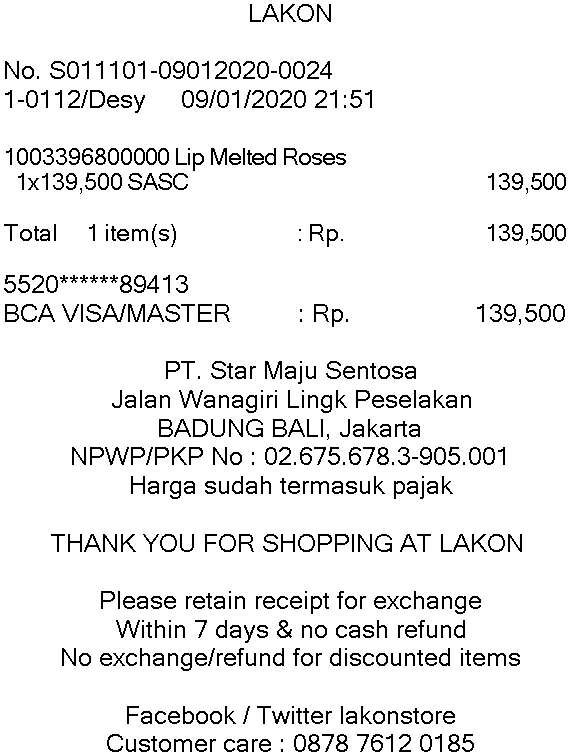 LAKON
No. S011101-09012020-0024
1-0112/Desy 09/01/2020 21:51
1003396800000 Lip Melted Roses
1x139,500 SASC 139,500
Total 1 item(s) : Rp. 139,500
5520******89413
BCA VISA/MASTER : Rp. 139,500
PT. Star Maju Sentosa
Jalan Wanagiri Lingk Peselakan
BADUNG BALI, Jakarta
NPWP/PKP No : 02.675.678.3-905.001
Harga sudah termasuk pajak
THANK YOU FOR SHOPPING AT LAKON
Please retain receipt for exchange
Within 7 days & no cash refund
No exchange/refund for discounted items
Facebook / Twitter lakonstore
Customer care : 0878 7612 0185